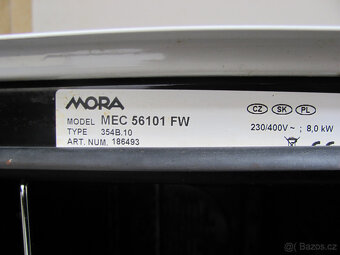 MORA
MODEL MEC 56101 FW
TYPE 354B.10
ART. NUM. 186493
CZ SK PL
230/400V ~ ; 8,0 kW
Bazos.cz